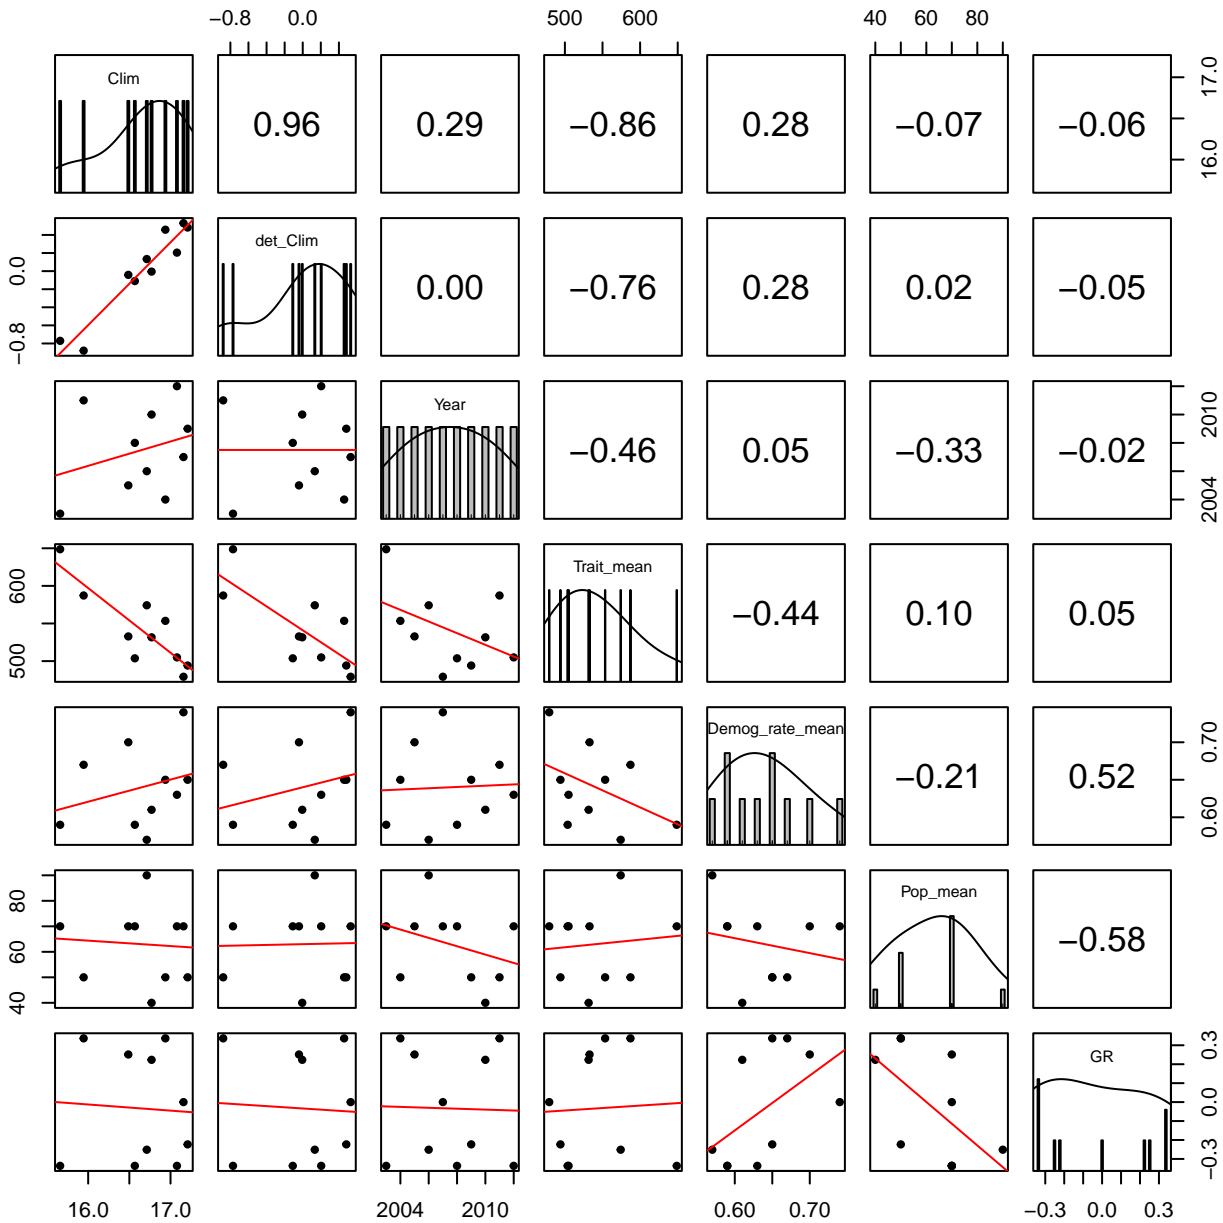 −0.8 0.0 500 600 40 60 80
Clim 0.96 0.29 −0.86 0.28 −0.07 −0.06 16.0 17.0
−0.8 0.0 det_Clim 0.00 −0.76 0.28 0.02 −0.05
Year −0.46 0.05 −0.33 −0.02 2004 2010
500 600 Trait_mean −0.44 0.10 0.05
Demog_rate_mean −0.21 0.52 0.60 0.70
40 60 80 Pop_mean −0.58
GR −0.3 0.0 0.3
16.0 17.0 2004 2010 0.60 0.70 −0.3 0.0 0.3